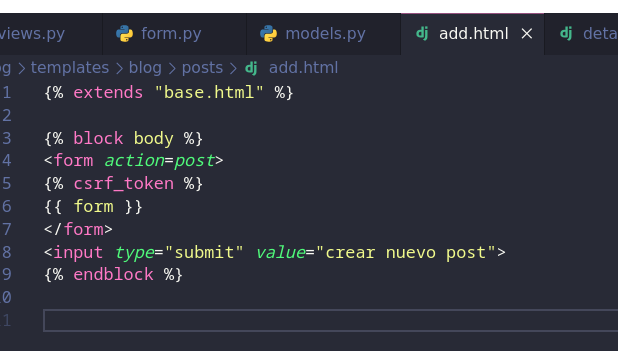 views.py form.py models.py dj add.html × dj deta
og > templates > blog > posts > dj add.html
1 {% extends "base.html" %}
2
3 {% block body %}
4 <form action=post>
5 {% csrf_token %}
6 {{ form }}
7 </form>
8 <input type="submit" value="crear nuevo post">
9 {% endblock %}
0
1